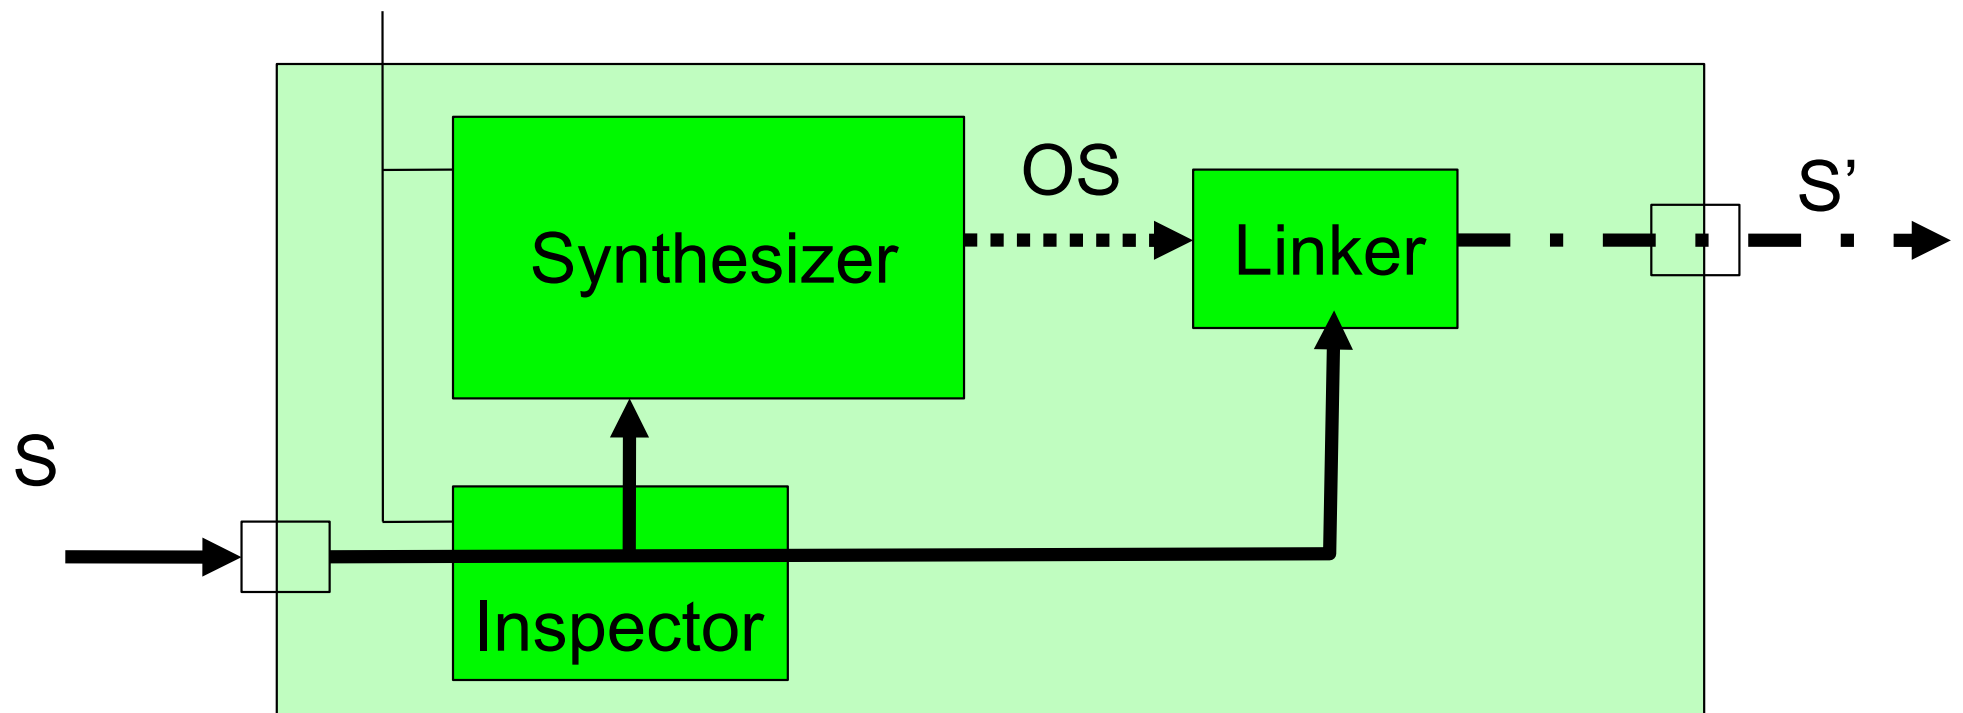 OS
S’
Synthesizer
Linker
S
Inspector